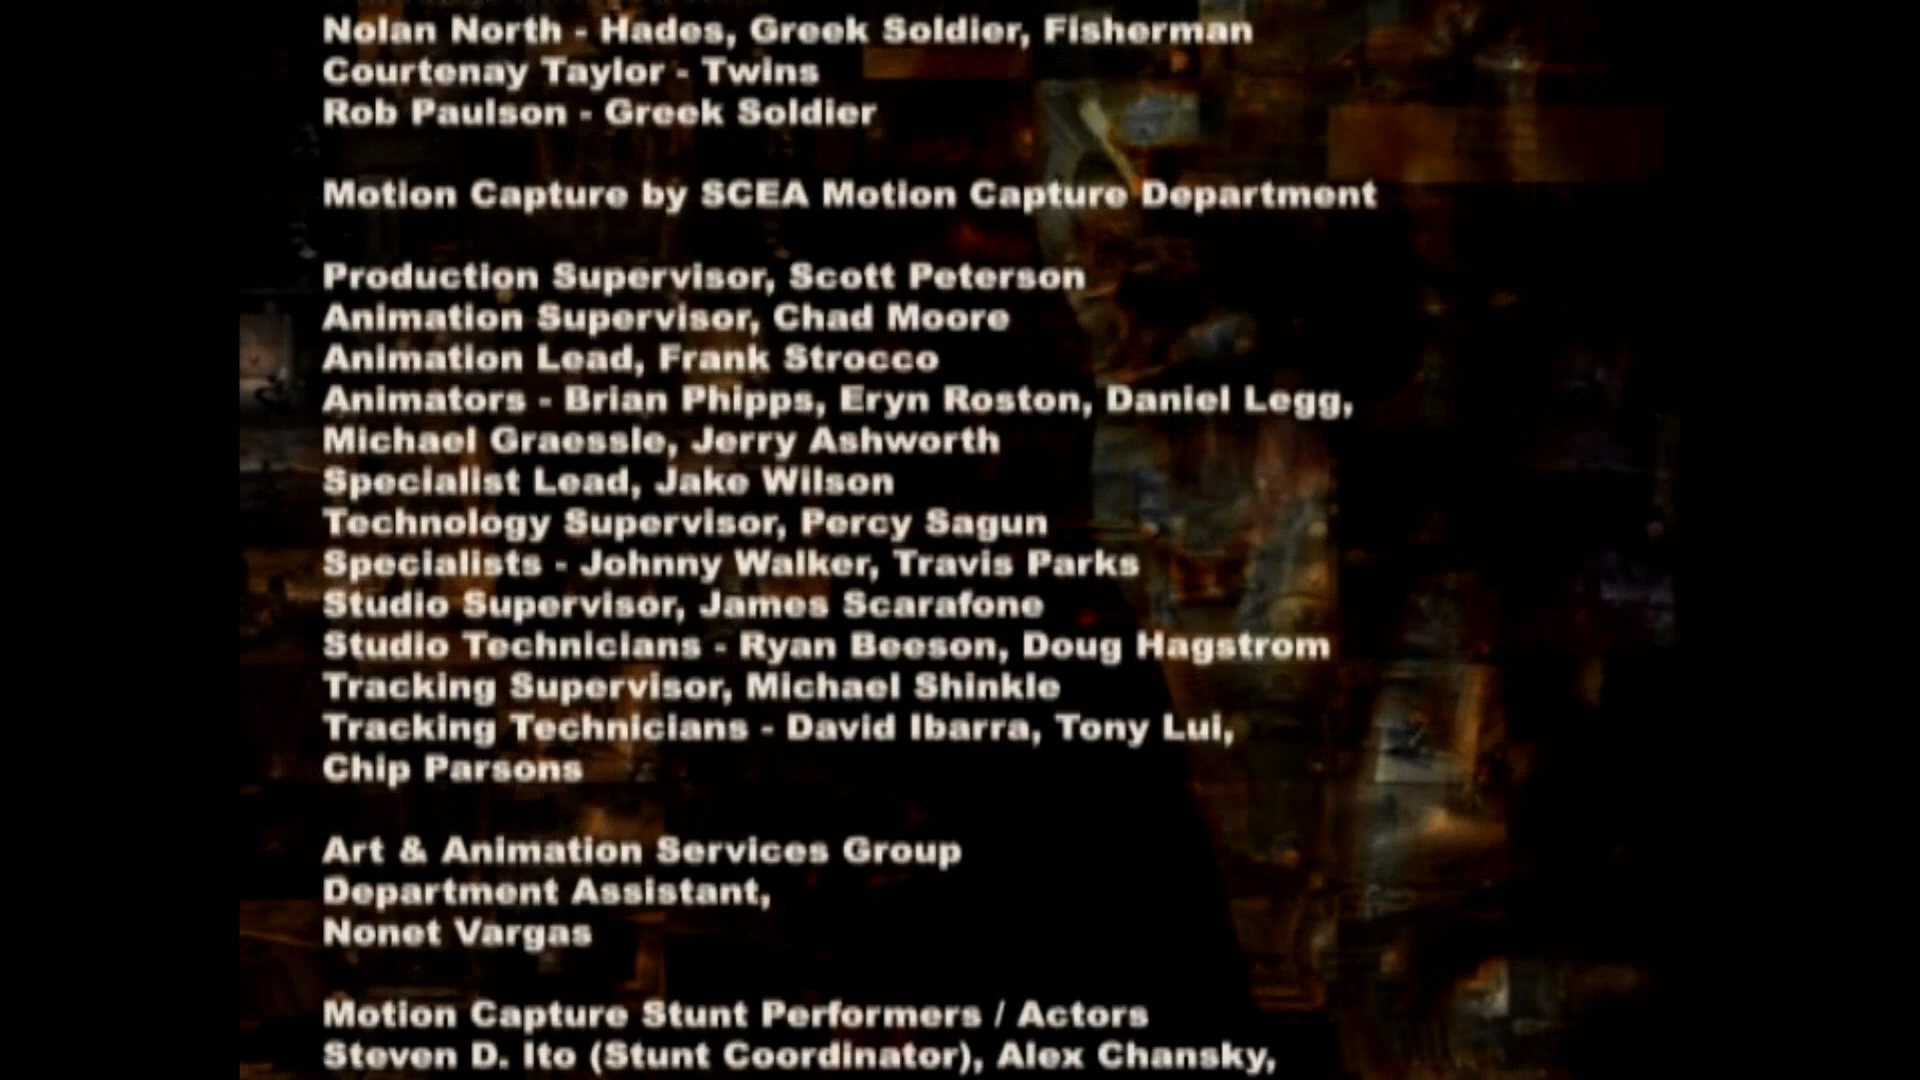 Nolan North - Hades, Greek Soldier, Fisherman
Courtenay Taylor - Twins
Rob Paulson - Greek Soldier
Motion Capture by SCEA Motion Capture Department
Production Supervisor, Scott Peterson
Animation Supervisor, Chad Moore
Animation Lead, Frank Strocco
Animators - Brian Phipps, Eryn Roston, Daniel Legg,
Michael Graessle, Jerry Ashworth
Specialist Lead, Jake Wilson
Technology Supervisor, Percy Sagun
Specialists - Johnny Walker, Travis Parks
Studio Supervisor, James Scarafone
Studio Technicians - Ryan Beeson, Doug Hagstrom
Tracking Supervisor, Michael Shinkle
Tracking Technicians - David Ibarra, Tony Lui,
Chip Parsons
Art & Animation Services Group
Department Assistant,
Nonet Vargas
Motion Capture Stunt Performers / Actors
Steven D. Ito (Stunt Coordinator), Alex Chansky,